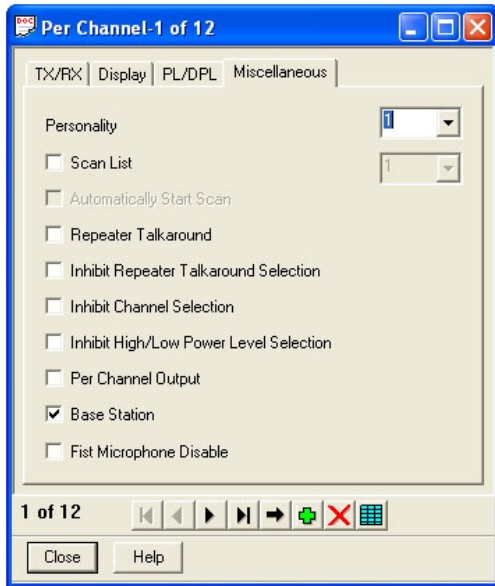 DOC Per Channel-1 of 12
TX/RX Display PL/DPL Miscellaneous
Personality 1
Scan List 1
Automatically Start Scan
Repeater Talkaround
Inhibit Repeater Talkaround Selection
Inhibit Channel Selection
Inhibit High/Low Power Level Selection
Per Channel Output
Base Station
Fist Microphone Disable
1 of 12
Close Help